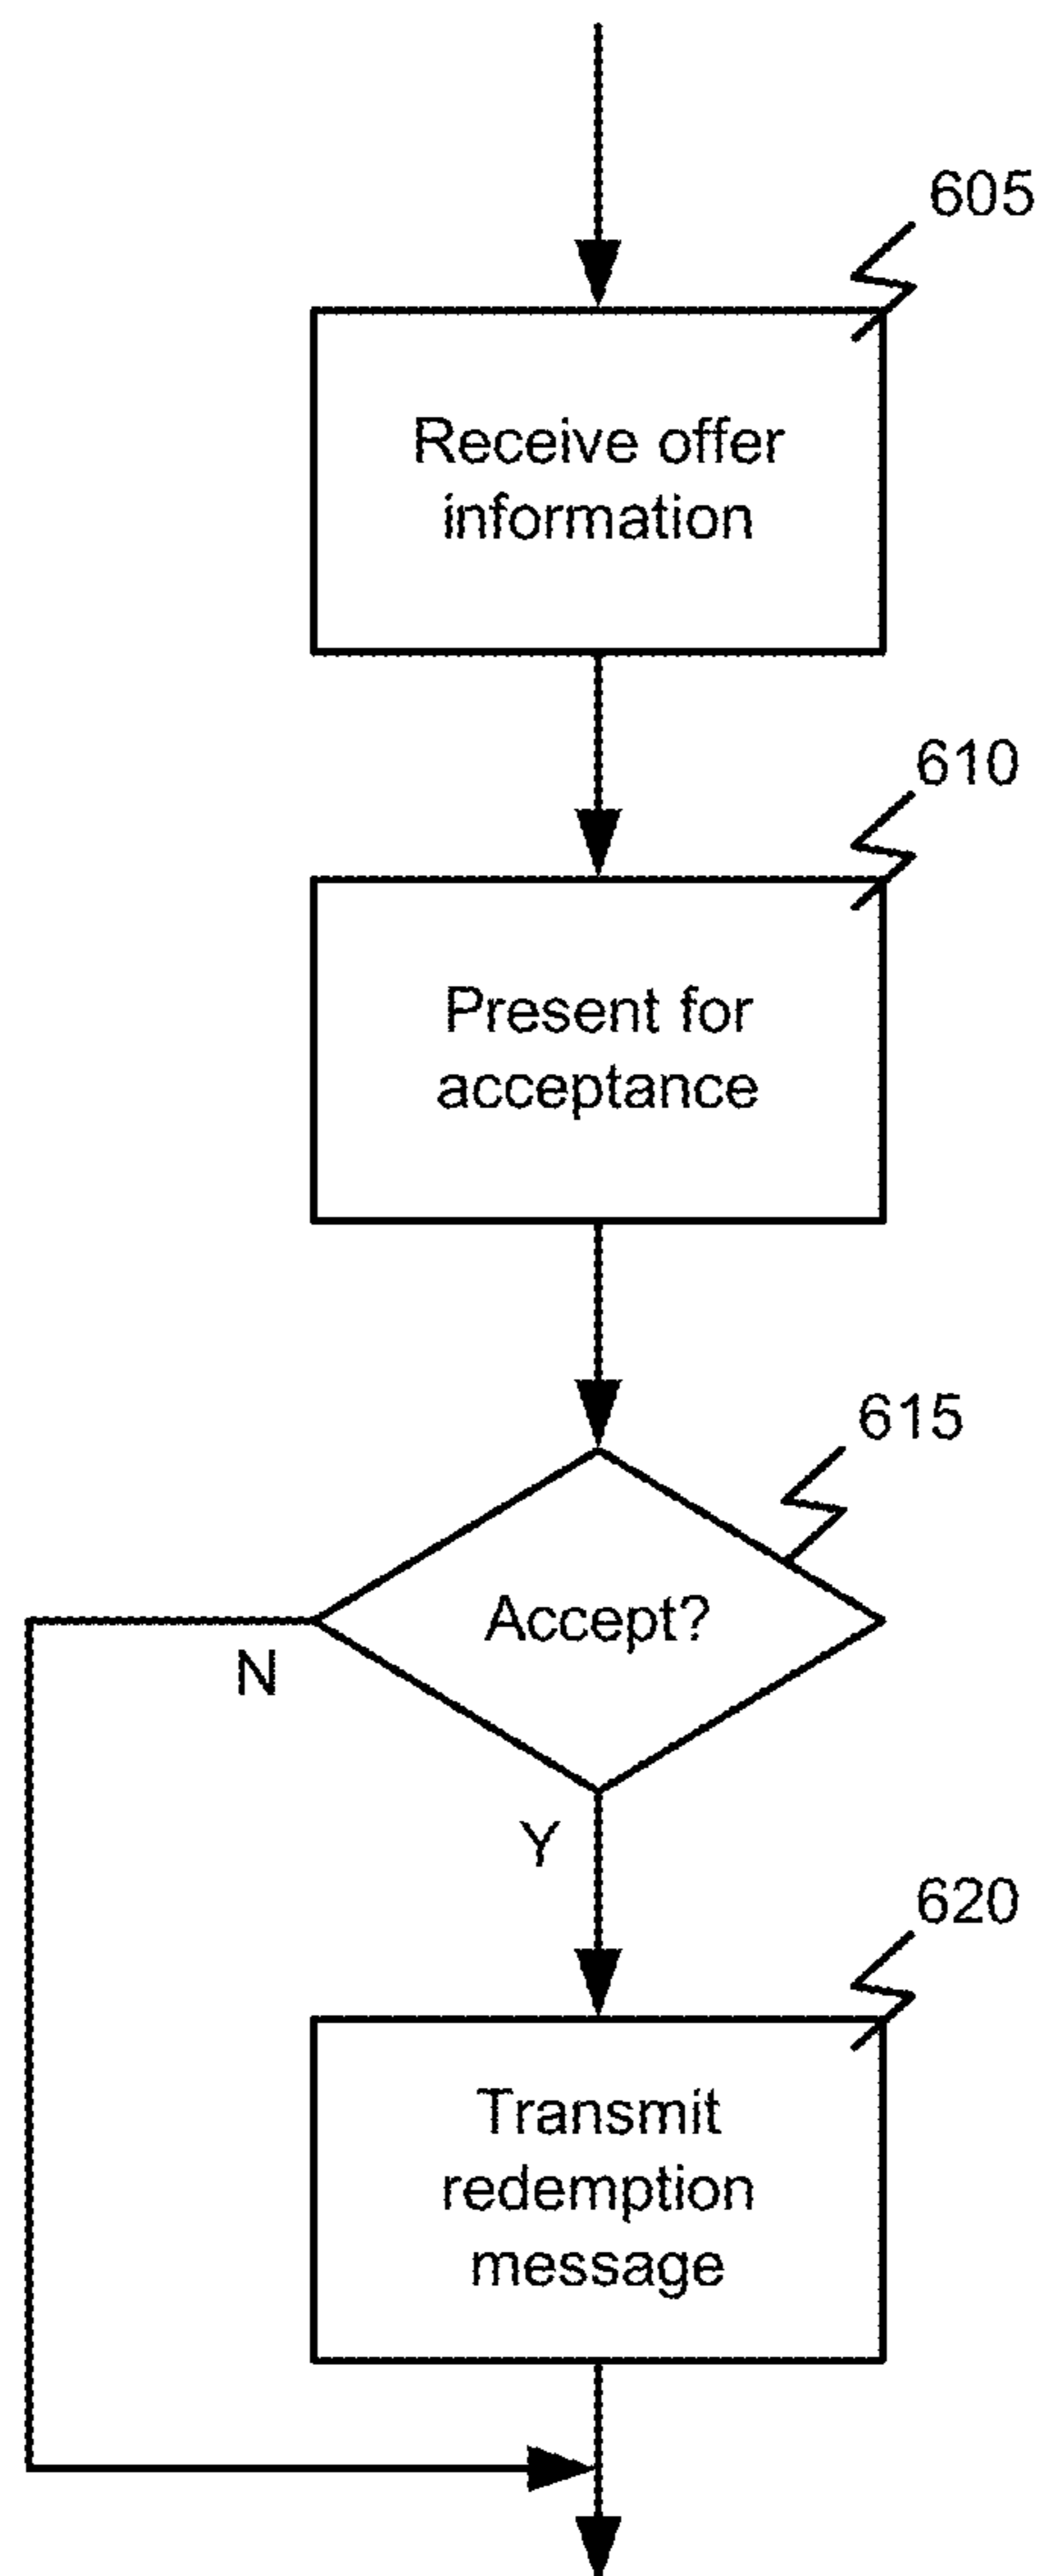 605
Receive offer
information
610
Present for
acceptance
615
Accept?
N
Y
620
Transmit
redemption
message